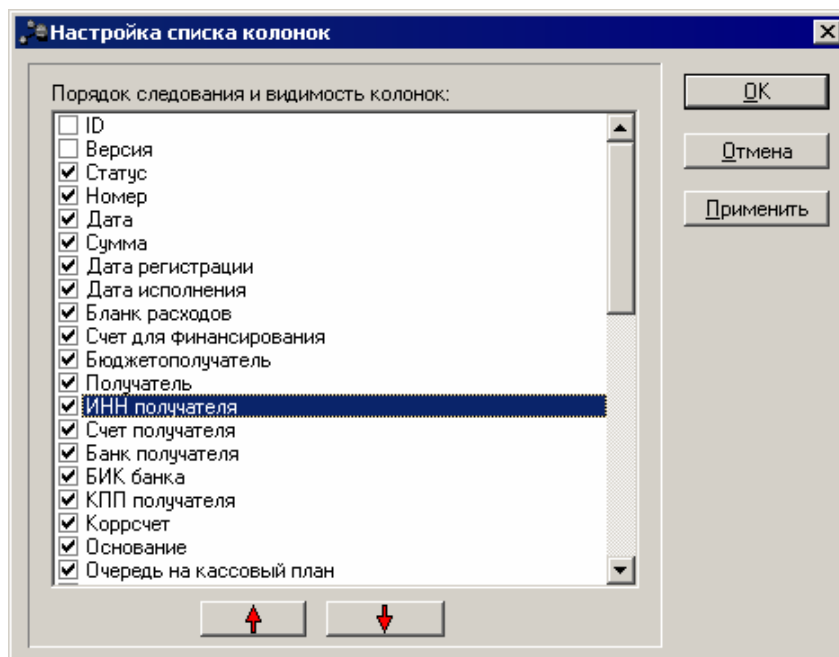 Настройка списка колонок
Порядок следования и видимость колонок:
ID
Версия
Статус
Номер
Дата
Сумма
Дата регистрации
Дата исполнения
Бланк расходов
Счет для финансирования
Бюджетополучатель
Получатель
ИНН получателя
Счет получателя
Банк получателя
БИК банка
КПП получателя
Коррсчет
Основание
Очередь на кассовый план
OK
Отмена
Применить